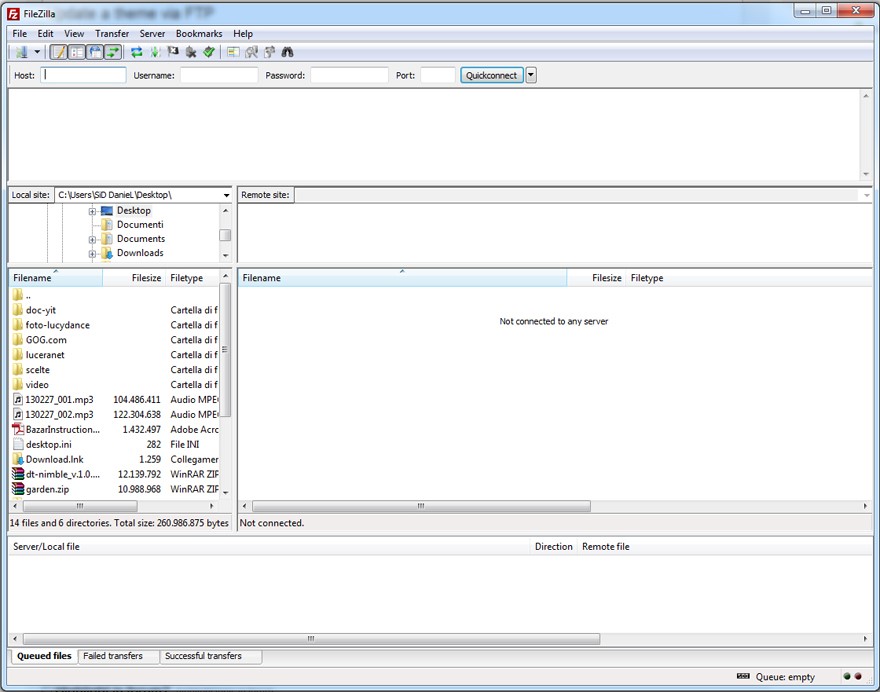 FileZilla
update a theme via FTP
File Edit View Transfer Server Bookmarks Help
Host: Username: Password: Port: Quickconnect
Local site: C:\Users\SiD DanieL\Desktop\ Remote site:
Desktop
Documenti
Documents
Downloads
Filename Filesize Filetype Filename Filesize Filetype
..
doc-yit Cartella di f
foto-lucydance Cartella di f
GOG.com Cartella di f
luceranet Cartella di f
scelte Cartella di f
video Cartella di f
130227_001.mp3 104.486.411 Audio MPE
130227_002.mp3 122.304.638 Audio MPE
BazarInstruction... 1.432.497 Adobe Acro
desktop.ini 282 File INI
Download.lnk 1.259 Collegamer
dt-nimble_v.1.0.... 12.139.792 WinRAR ZIP
garden.zip 10.988.968 WinRAR ZIP
Not connected to any server
14 files and 6 directories. Total size: 260.986.875 bytes Not connected.
Server/Local file Direction Remote file
Queued files Failed transfers Successful transfers
Queue: empty